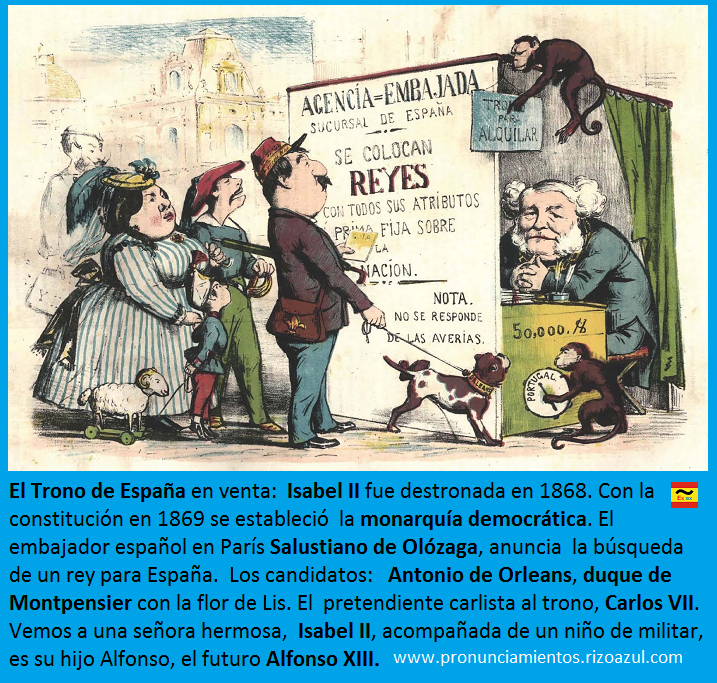 AGENCÍA=EMBAJADA
SUCURSAL DE ESPAÑA
SE COLOCAN
REYES
CON TODOS SUS ATRIBUTOS
PRIMA FIJA SOBRE
LA
NACION.
NOTA.
NO SE RESPONDE
DE LAS AVERÍAS.
TRONO
PARA
ALQUILAR
50,000.
PORTUGAL
El Trono de España en venta: Isabel II fue destronada en 1868. Con la
constitución en 1869 se estableció la monarquía democrática. El
embajador español en París Salustiano de Olózaga, anuncia la búsqueda
de un rey para España. Los candidatos: Antonio de Orleans, duque de
Montpensier con la flor de Lis. El pretendiente carlista al trono, Carlos VII.
Vemos a una señora hermosa, Isabel II, acompañada de un niño de militar,
es su hijo Alfonso, el futuro Alfonso XIII. www.pronunciamientos.rizoazul.com